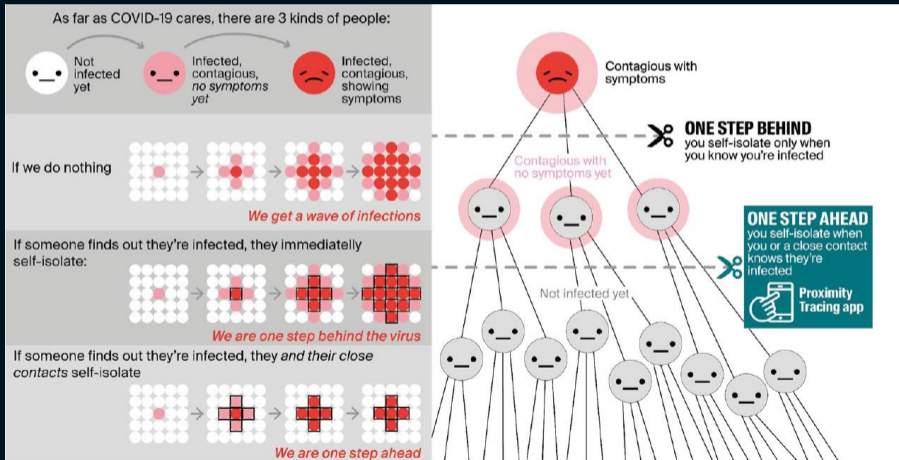 As far as COVID-19 cares, there are 3 kinds of people:
Not
infected
yet
Infected,
contagious,
no symptoms
yet
Infected,
contagious,
showing
symptoms
If we do nothing
We get a wave of infections
If someone finds out they're infected, they immediatelly
self-isolate:
We are one step behind the virus
If someone finds out they're infected, they and their close
contacts self-isolate
We are one step ahead
Contagious with
symptoms
ONE STEP BEHIND
you self-isolate only when
you know you're infected
Contagious with
no symptoms yet
ONE STEP AHEAD
you self-isolate when
you or a close contact
knows they're
infected
Proximity
Tracing app
Not infected yet